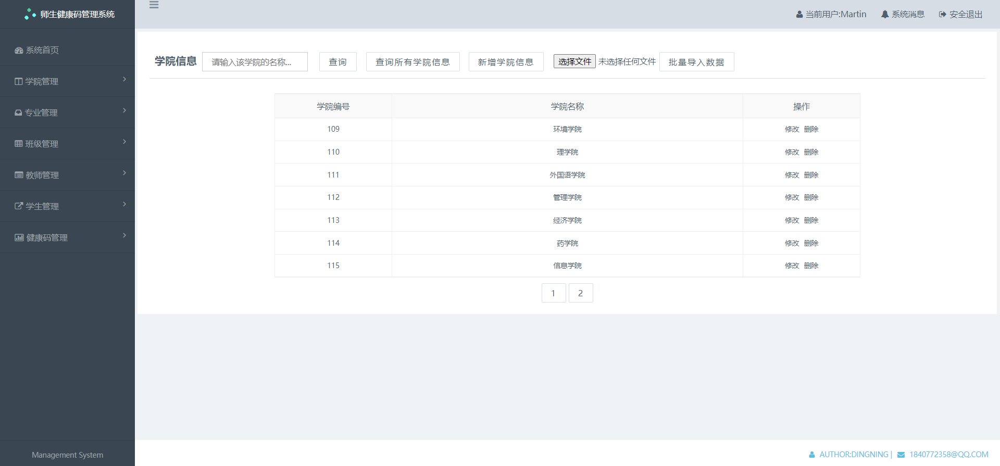 师生健康码管理系统
当前用户:Martin 系统消息 安全退出
系统首页
学院管理
专业管理
班级管理
教师管理
学生管理
健康码管理
Management System
学院信息 请输入该学院的名称... 查询 查询所有学院信息 新增学院信息 选择文件 未选择任何文件 批量导入数据
学院编号 学院名称 操作
109 环境学院 修改 删除
110 理学院 修改 删除
111 外国语学院 修改 删除
112 管理学院 修改 删除
113 经济学院 修改 删除
114 药学院 修改 删除
115 信息学院 修改 删除
1 2
AUTHOR:DINGNING | 1840772358@QQ.COM